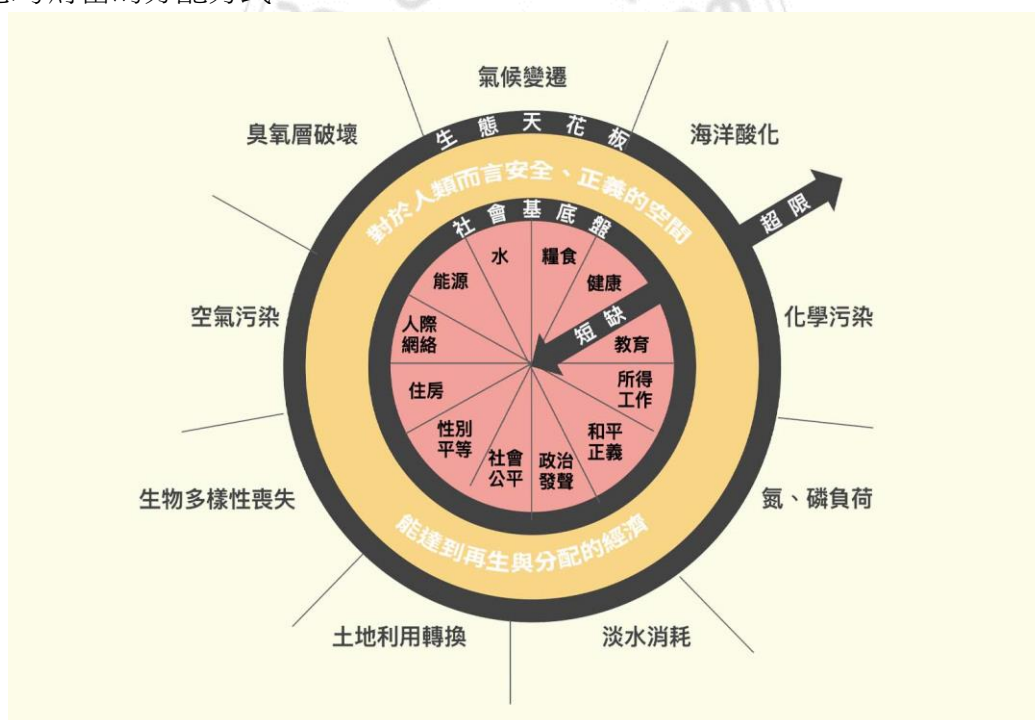 氣候變遷
臭氧層破壞
海洋酸化
生態天花板
對於人類而言安全、正義的空間
超限
社會基底盤
水
糧食
能源
健康
空氣污染
化學污染
人際
網絡
短缺
教育
住房
所得
工作
性別
平等
和平
正義
社會
公平
政治
發聲
生物多樣性喪失
氮、磷負荷
能達到再生與分配的經濟
土地利用轉換
淡水消耗